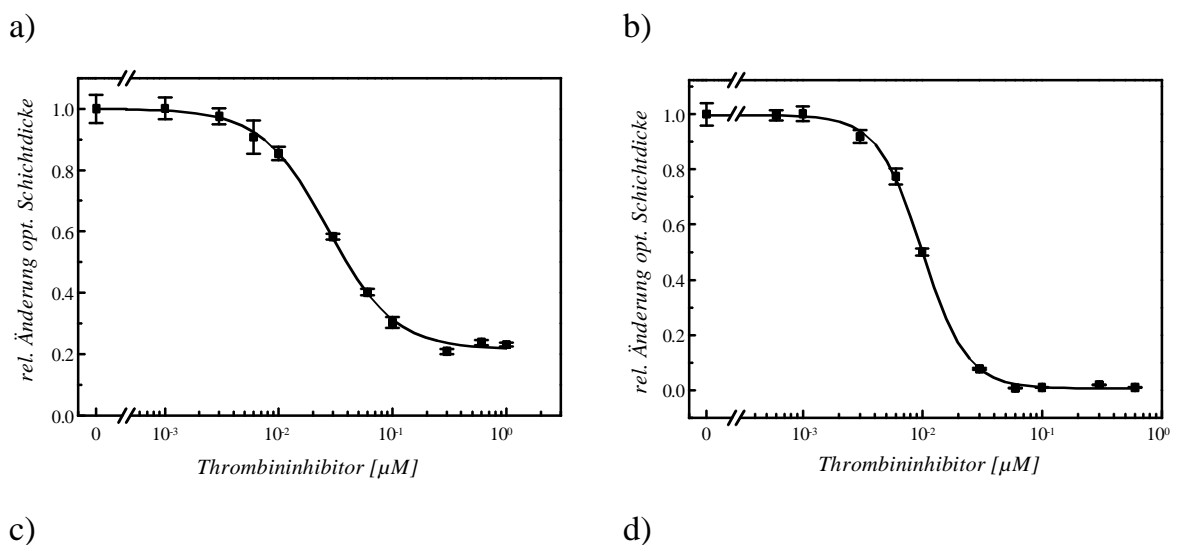 a)
b)
rel. Änderung opt. Schichtdicke
1.0
0.8
0.6
0.4
0.2
0.0
0
10⁻³
10⁻²
10⁻¹
10⁰
Thrombininhibitor [µM]
rel. Änderung opt. Schichtdicke
1.0
0.8
0.6
0.4
0.2
0.0
0
10⁻³
10⁻²
10⁻¹
10⁰
Thrombininhibitor [µM]
c)
d)